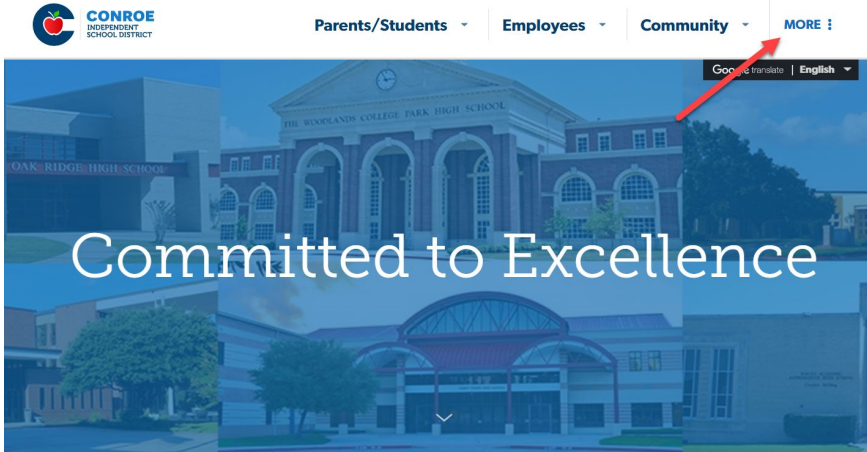 CONROE
INDEPENDENT
SCHOOL DISTRICT
Parents/Students
Employees
Community
MORE
Google translate | English
THE WOODLANDS COLLEGE PARK HIGH SCHOOL
OAK RIDGE HIGH SCHOOL
Committed to Excellence